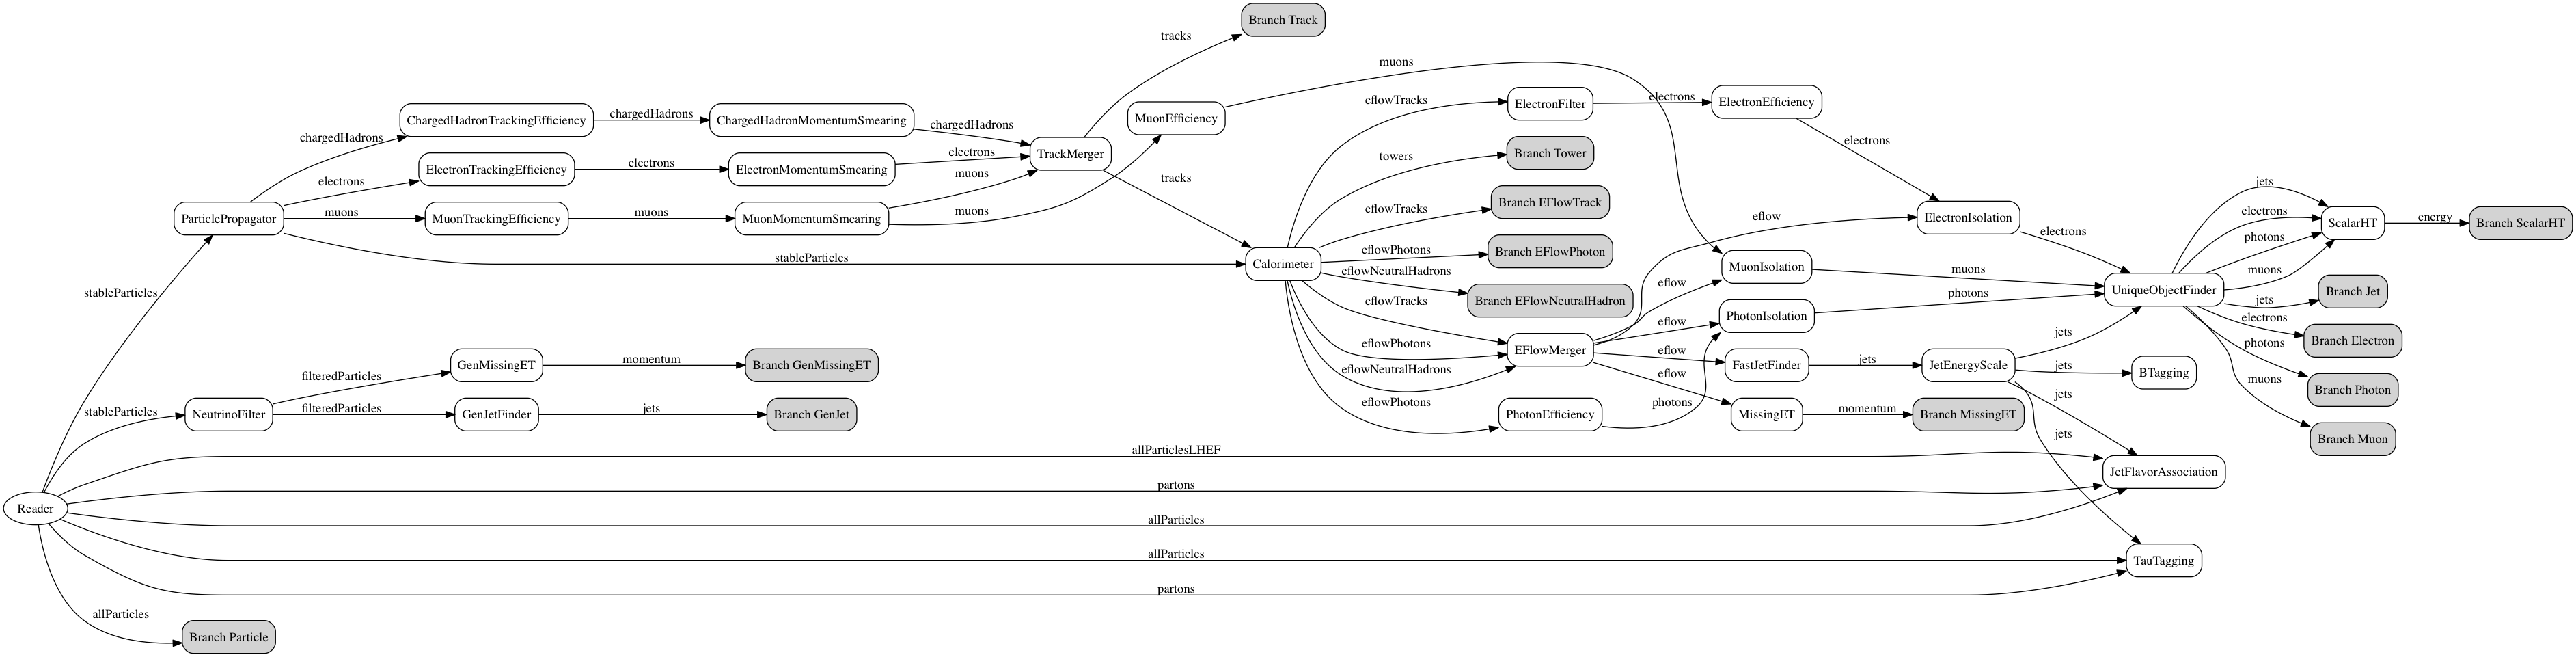 Branch Track
tracks
muons
ChargedHadronTrackingEfficiency
chargedHadrons
ChargedHadronMomentumSmearing
chargedHadrons
MuonEfficiency
eflowTracks
ElectronFilter
electrons
ElectronEfficiency
chargedHadrons
TrackMerger
electrons
ElectronTrackingEfficiency
electrons
ElectronMomentumSmearing
electrons
muons
tracks
towers
Branch Tower
electrons
ParticlePropagator
muons
MuonTrackingEfficiency
muons
MuonMomentumSmearing
muons
eflowTracks
Branch EFlowTrack
eflow
ElectronIsolation
electrons
jets
electrons
photons
muons
ScalarHT
energy
Branch ScalarHT
stableParticles
Calorimeter
eflowPhotons
Branch EFlowPhoton
eflowNeutralHadrons
Branch EFlowNeutralHadron
eflow
MuonIsolation
muons
UniqueObjectFinder
jets
Branch Jet
stableParticles
eflowTracks
eflow
PhotonIsolation
photons
electrons
Branch Electron
eflowPhotons
EFlowMerger
eflow
FastJetFinder
jets
JetEnergyScale
jets
jets
BTagging
photons
Branch Photon
eflowNeutralHadrons
eflow
filteredParticles
GenMissingET
momentum
Branch GenMissingET
stableParticles
NeutrinoFilter
filteredParticles
GenJetFinder
jets
Branch GenJet
eflowPhotons
PhotonEfficiency
photons
MissingET
momentum
Branch MissingET
jets
jets
muons
Branch Muon
allParticlesLHEF
JetFlavorAssociation
partons
Reader
allParticles
allParticles
TauTagging
partons
allParticles
Branch Particle